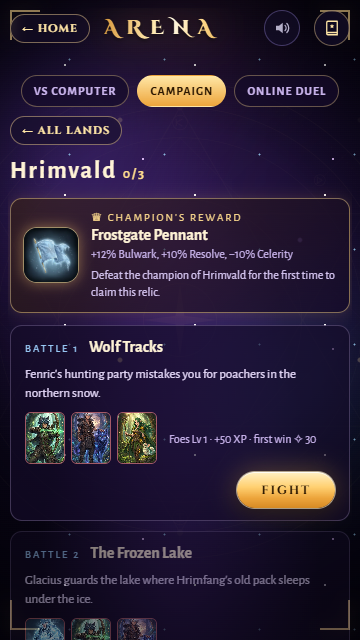 ← HOME
ARENA
VS COMPUTER
CAMPAIGN
ONLINE DUEL
← ALL LANDS
Hrimvald 0/3
♛ CHAMPION'S REWARD
Frostgate Pennant
+12% Bulwark, +10% Resolve, −10% Celerity
Defeat the champion of Hrimvald for the first time to
claim this relic.
BATTLE 1 Wolf Tracks
Fenric's hunting party mistakes you for poachers in the
northern snow.
Foes Lv 1 · +50 XP · first win ✧ 30
FIGHT
BATTLE 2 The Frozen Lake
Glacius guards the lake where Hrimfang's old pack sleeps
under the ice.